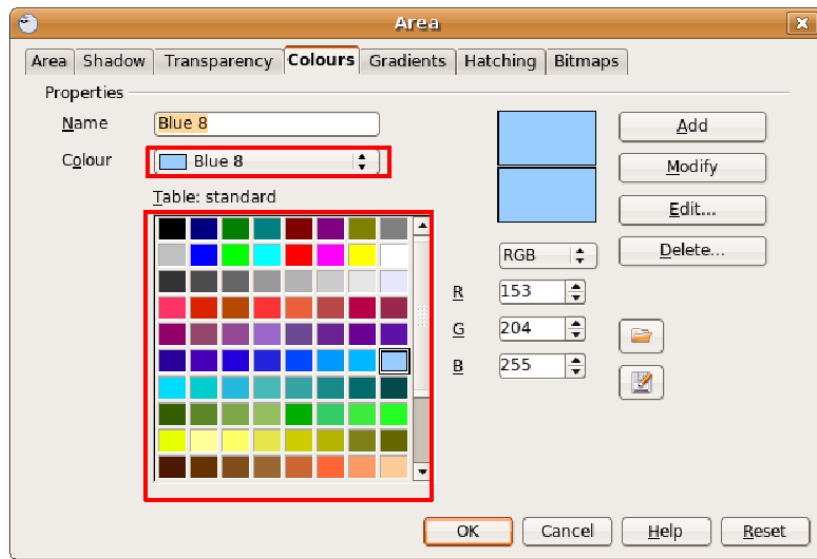 Area
Area Shadow Transparency Colours Gradients Hatching Bitmaps
Properties
Name Blue 8
Colour Blue 8
Table: standard
Add
Modify
Edit...
Delete...
RGB
R 153
G 204
B 255
OK Cancel Help Reset